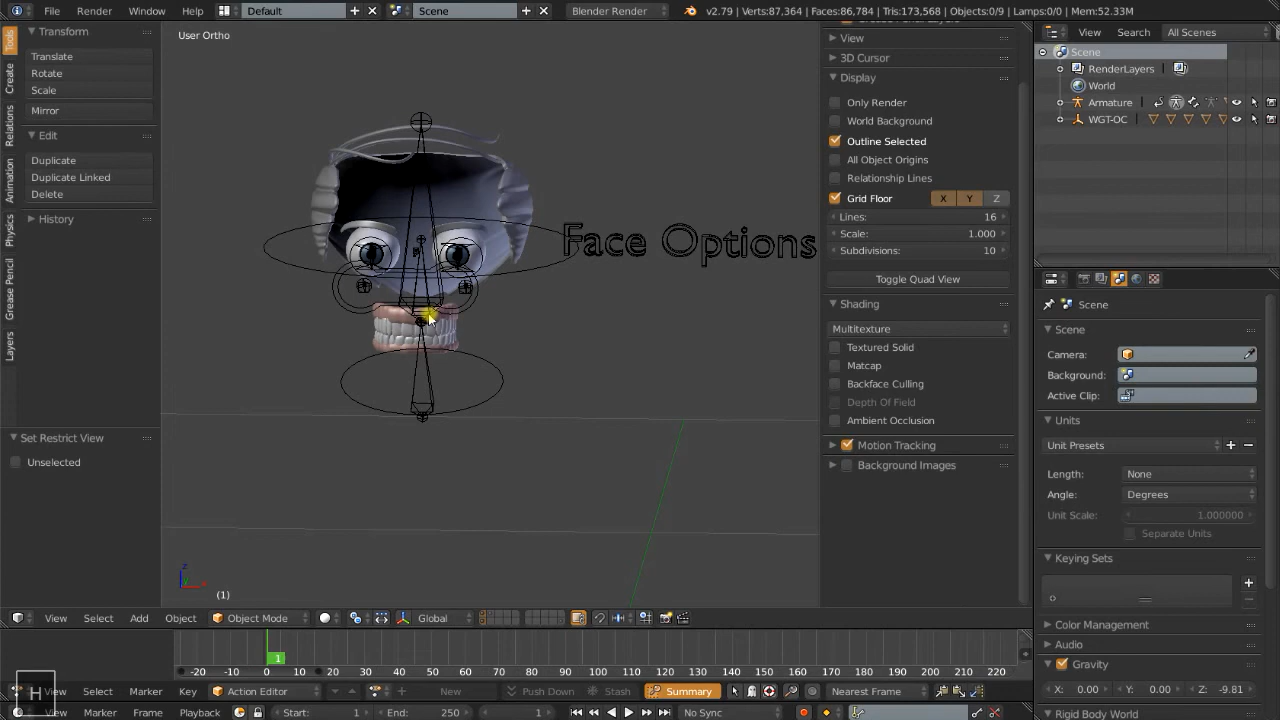 File Render Window Help Default Scene Blender Render v2.79 | Verts:87,364 | Faces:86,784 | Tris:173,568 | Objects:0/9 | Lamps:0/0 | Mem:52.33M
Tools
Create
Relations
Animation
Physics
Grease Pencil
Layers
Transform
Translate
Rotate
Scale
Mirror
Edit
Duplicate
Duplicate Linked
Delete
History
Set Restrict View
Unselected
User Ortho
Face Options
(1)
View
3D Cursor
Display
Only Render
World Background
Outline Selected
All Object Origins
Relationship Lines
Grid Floor X Y Z
Lines: 16
Scale: 1.000
Subdivisions: 10
Toggle Quad View
Shading
Multitexture
Textured Solid
Matcap
Backface Culling
Depth Of Field
Ambient Occlusion
Motion Tracking
Background Images
View Search All Scenes
Scene
RenderLayers
World
Armature
WGT-OC
Scene
Scene
Camera:
Background:
Active Clip:
Units
Unit Presets
Length: None
Angle: Degrees
Unit Scale: 1.000000
Separate Units
Keying Sets
Color Management
Audio
Gravity
X: 0.00 Y: 0.00 Z: -9.81
Rigid Body World
View Select Add Object Object Mode Global
1
-20 -10 0 10 20 30 40 50 60 70 80 90 100 110 120 130 140 150 160 170 180 190 200 210 220
H
View Select Marker Key Action Editor New Push Down Stash Summary Nearest Frame
View Marker Frame Playback Start: 1 End: 250 1 No Sync